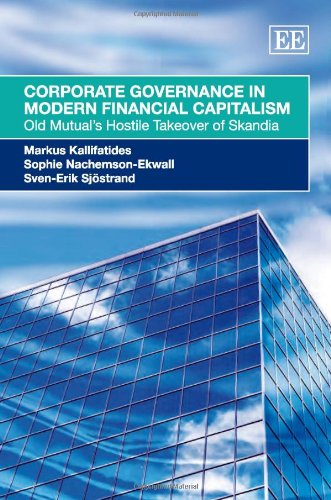 EE
CORPORATE GOVERNANCE IN
MODERN FINANCIAL CAPITALISM
Old Mutual's Hostile Takeover of Skandia
Markus Kallifatides
Sophie Nachemson-Ekwall
Sven-Erik Sjöstrand